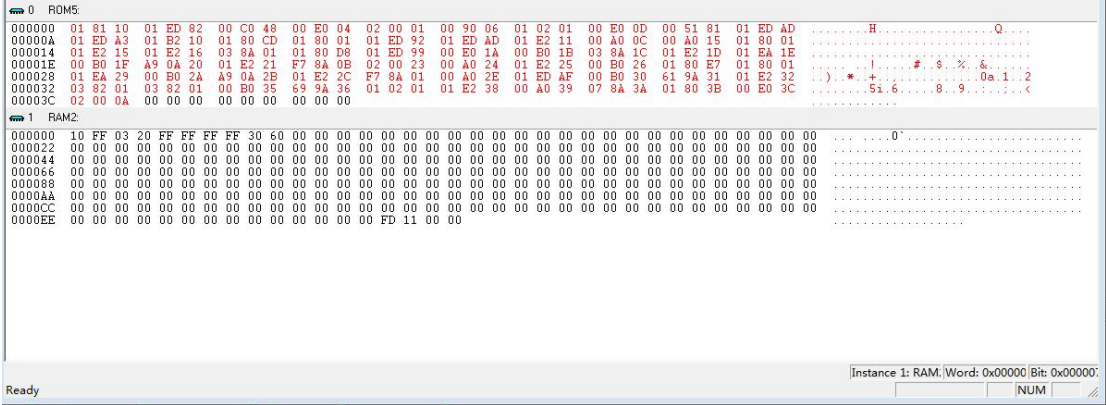 0 ROM5:
000000 01 81 10 01 ED 82 00 C0 48 00 E0 04 02 00 01 00 90 06 01 02 01 00 E0 0D 00 51 81 01 ED AD ........H..............Q....
00000A 01 ED A3 01 B2 10 01 80 CD 01 80 01 01 ED 92 01 ED AD 01 E2 11 00 A0 0C 00 A0 15 01 80 01
000014 01 E2 15 01 E2 16 03 8A 01 01 80 D8 01 ED 99 00 E0 1A 00 B0 1B 03 8A 1C 01 E2 1D 01 EA 1E
00001E 00 B0 1F A9 0A 20 01 E2 21 F7 8A 0B 02 00 23 00 A0 24 01 E2 25 00 B0 26 01 80 E7 01 80 01 ..... ..!.....#..$..%..&......
000028 01 EA 29 00 B0 2A A9 0A 2B 01 E2 2C F7 8A 01 00 A0 2E 01 ED AF 00 B0 30 61 9A 31 01 E2 32 ..)..*..+..,...........0a.1..2
000032 03 82 01 03 82 01 00 B0 35 69 9A 36 01 02 01 01 E2 38 00 A0 39 07 8A 3A 01 80 3B 00 E0 3C ........5i.6.....8..9..:..;..<
00003C 02 00 0A 00 00 00 00 00 00 00 00 00 ............
1 RAM2:
000000 10 FF 03 20 FF FF FF FF 30 60 00 00 00 00 00 00 00 00 00 00 00 00 00 00 00 00 00 00 00 00 00 00 00 00 ... ....0`........................
000022 00 00 00 00 00 00 00 00 00 00 00 00 00 00 00 00 00 00 00 00 00 00 00 00 00 00 00 00 00 00 00 00 00 00
000044 00 00 00 00 00 00 00 00 00 00 00 00 00 00 00 00 00 00 00 00 00 00 00 00 00 00 00 00 00 00 00 00 00 00
000066 00 00 00 00 00 00 00 00 00 00 00 00 00 00 00 00 00 00 00 00 00 00 00 00 00 00 00 00 00 00 00 00 00 00
000088 00 00 00 00 00 00 00 00 00 00 00 00 00 00 00 00 00 00 00 00 00 00 00 00 00 00 00 00 00 00 00 00 00 00
0000AA 00 00 00 00 00 00 00 00 00 00 00 00 00 00 00 00 00 00 00 00 00 00 00 00 00 00 00 00 00 00 00 00 00 00
0000CC 00 00 00 00 00 00 00 00 00 00 00 00 00 00 00 00 00 00 00 00 00 00 00 00 00 00 00 00 00 00 00 00 00 00
0000EE 00 00 00 00 00 00 00 00 00 00 00 00 00 00 FD 11 00 00 ..................
Instance 1: RAM. Word: 0x00000 Bit: 0x00000
Ready NUM